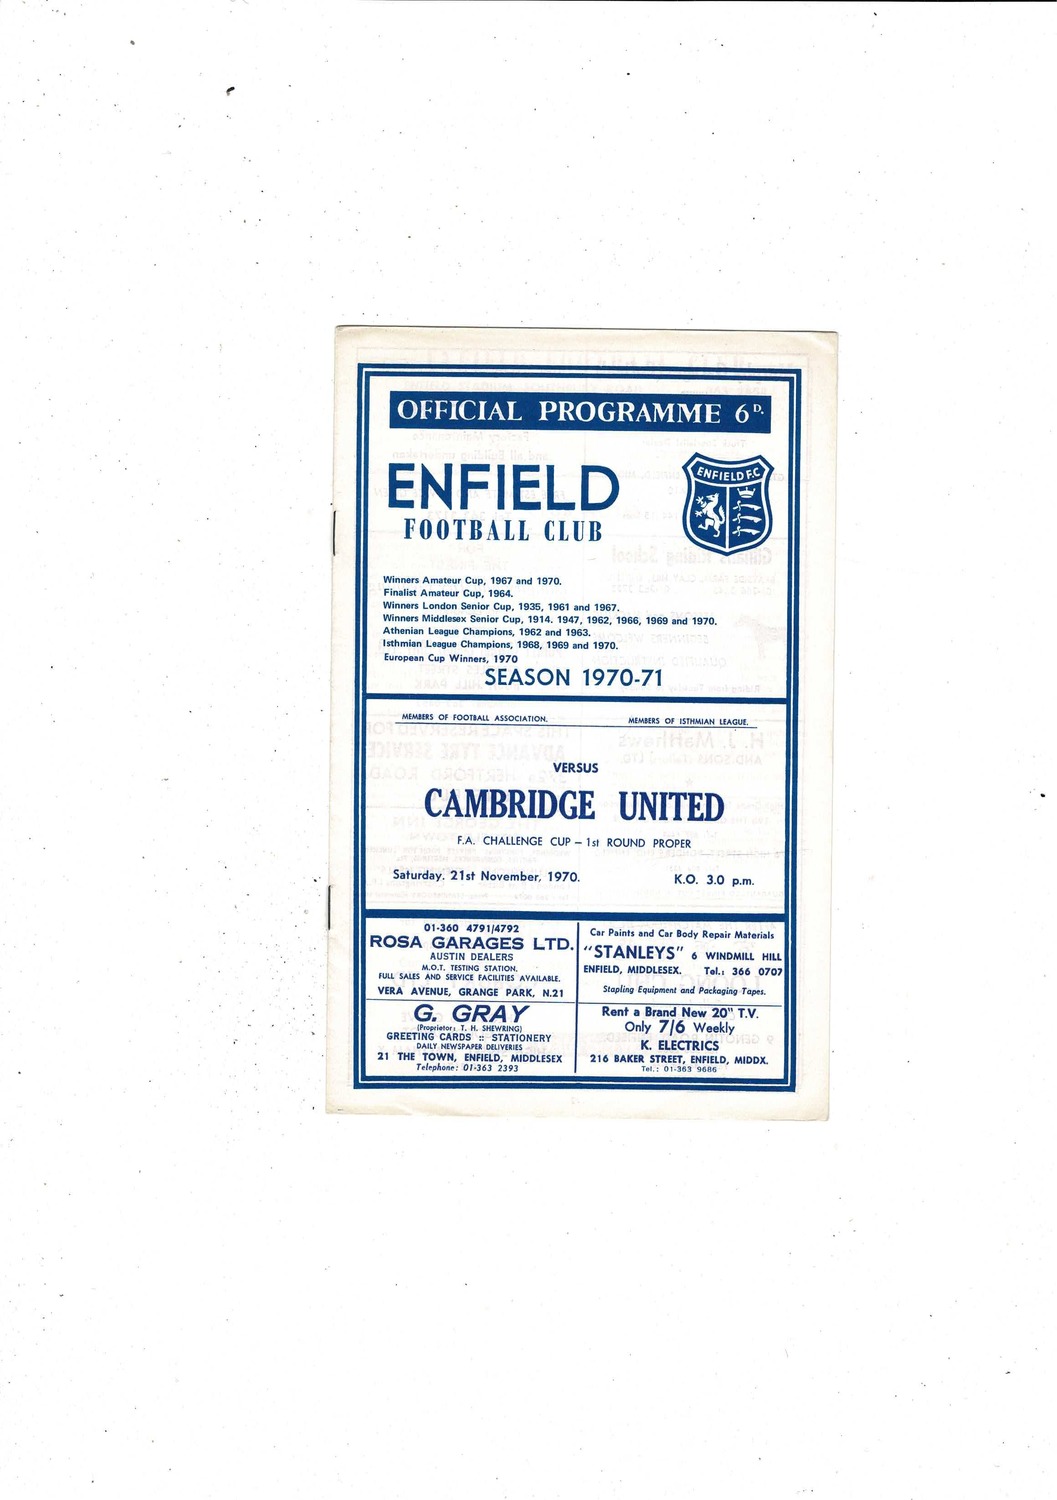 OFFICIAL PROGRAMME 6D.
ENFIELD
FOOTBALL CLUB
ENFIELD F.C
Winners Amateur Cup, 1967 and 1970.
Finalist Amateur Cup, 1964.
Winners London Senior Cup, 1935, 1961 and 1967.
Winners Middlesex Senior Cup, 1914. 1947, 1962, 1966, 1969 and 1970.
Athenian League Champions, 1962 and 1963.
Isthmian League Champions, 1968, 1969 and 1970.
European Cup Winners, 1970
SEASON 1970-71
MEMBERS OF FOOTBALL ASSOCIATION. MEMBERS OF ISTHMIAN LEAGUE.
VERSUS
CAMBRIDGE UNITED
F.A. CHALLENGE CUP – 1st ROUND PROPER
Saturday. 21st November, 1970. K.O. 3.0 p.m.
01-360 4791/4792
ROSA GARAGES LTD.
AUSTIN DEALERS
M.O.T. TESTING STATION.
FULL SALES AND SERVICE FACILITIES AVAILABLE.
VERA AVENUE, GRANGE PARK, N.21
Car Paints and Car Body Repair Materials
"STANLEYS" 6 WINDMILL HILL
ENFIELD, MIDDLESEX. Tel.: 366 0707
Stapling Equipment and Packaging Tapes.
G. GRAY
(Proprietor: T. H. SHEWRING)
GREETING CARDS :: STATIONERY
DAILY NEWSPAPER DELIVERIES
21 THE TOWN, ENFIELD, MIDDLESEX
Telephone: 01-363 2393
Rent a Brand New 20" T.V.
Only 7/6 Weekly
K. ELECTRICS
216 BAKER STREET, ENFIELD, MIDDX.
Tel.: 01-363 9686